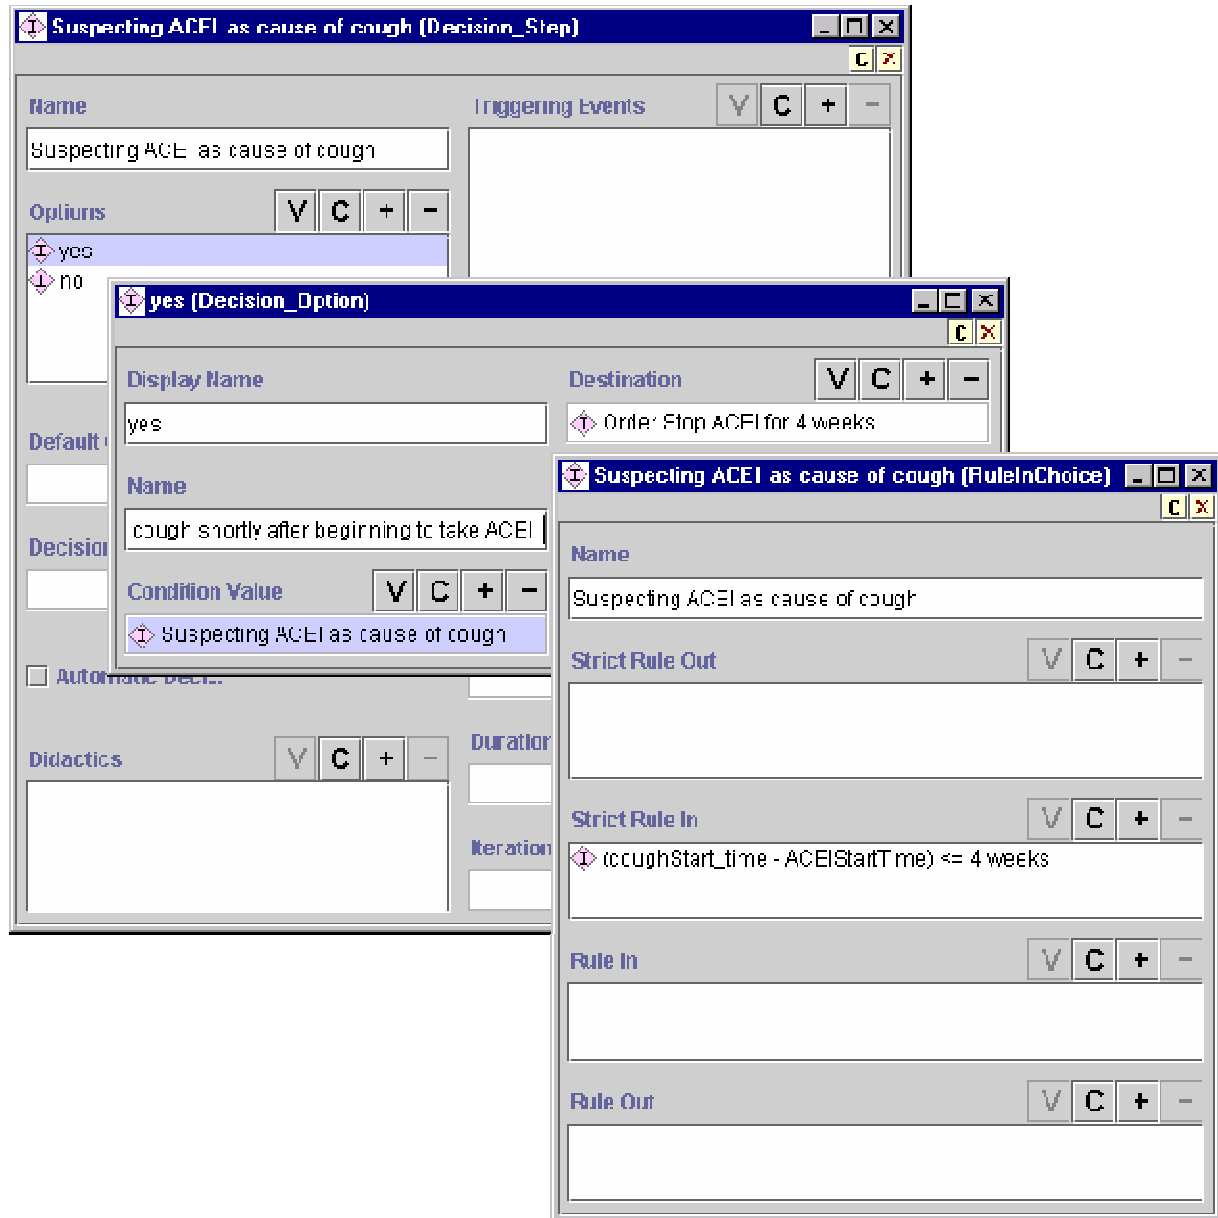 Suspecting ACEI as cause of cough (Decision_Step)
C
Name
Triggering Events V C + −
Suspecting ACEI as cause of cough
Options V C + −
yes
no
yes (Decision_Option)
C
Display Name
Destination V C + −
yes
Order Stop ACEI for 4 weeks
Default
Name
cough shortly after beginning to take ACEI
Decision
Condition Value V C + −
Suspecting ACEI as cause of cough
Suspecting ACEI as cause of cough (RuleInChoice)
C
Name
Suspecting ACEI as cause of cough
Strict Rule Out V C + −
Strict Rule In V C + −
(coughStart_time - ACEIStartTime) <= 4 weeks
Rule In V C + −
Rule Out V C + −
Automatic
Didactics V C + −
Duration
Iteration